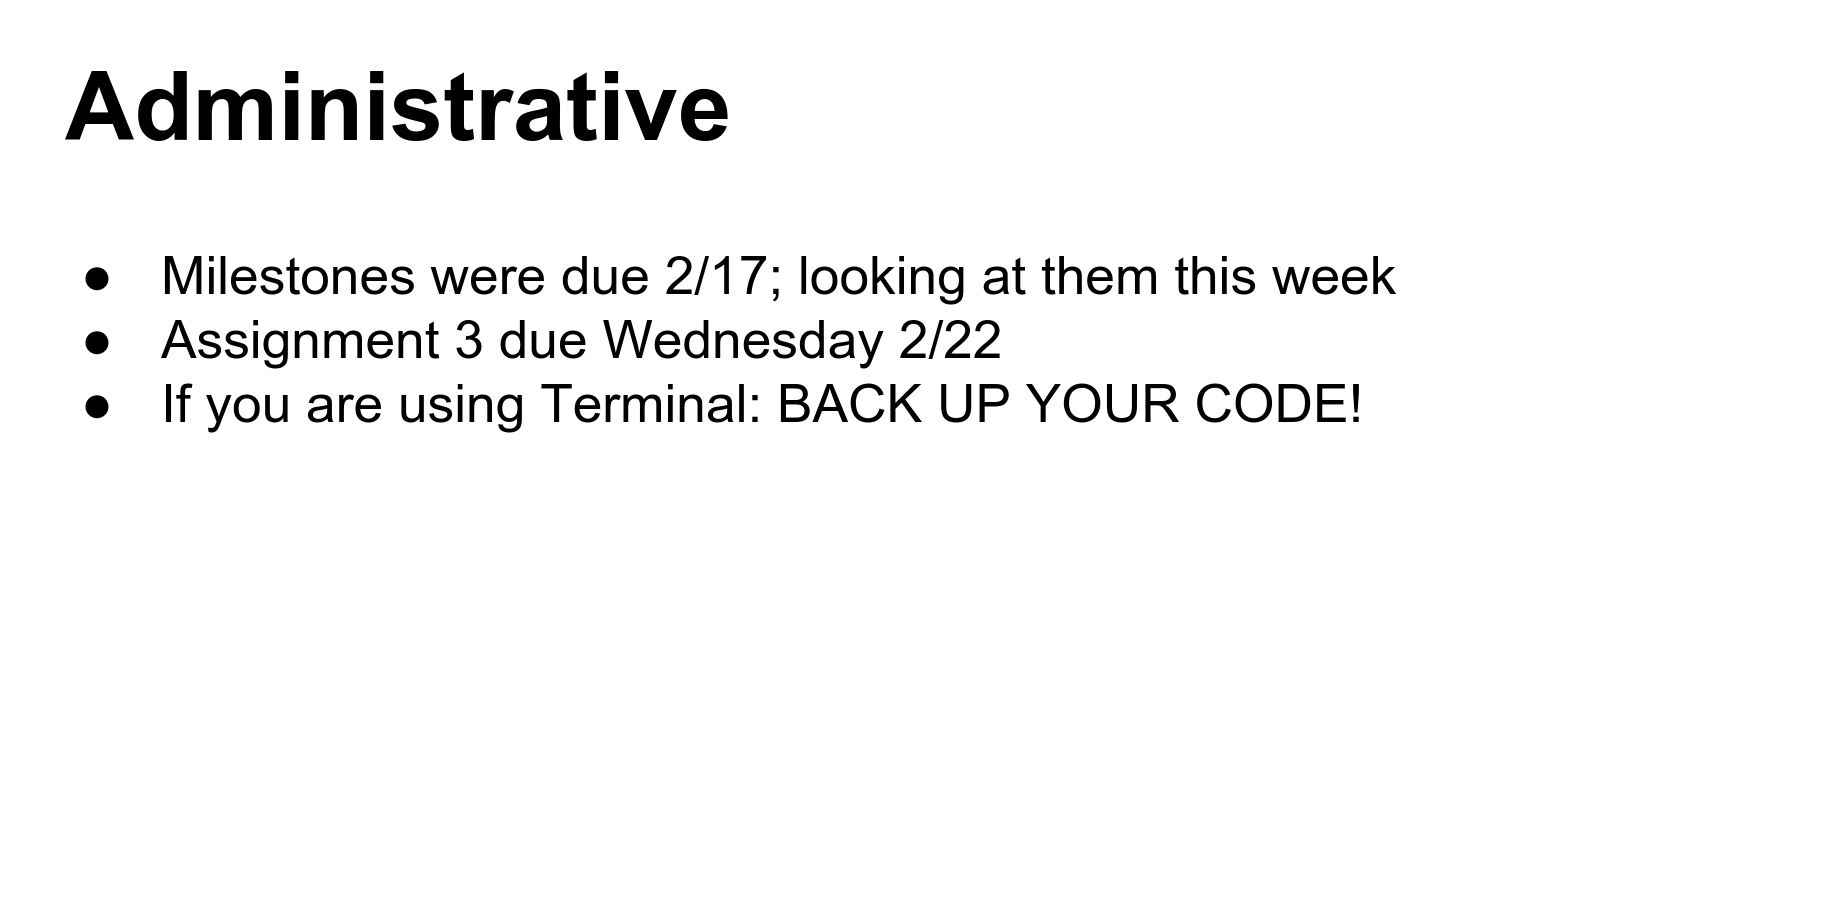 Administrative
● Milestones were due 2/17; looking at them this week
● Assignment 3 due Wednesday 2/22
● If you are using Terminal: BACK UP YOUR CODE!